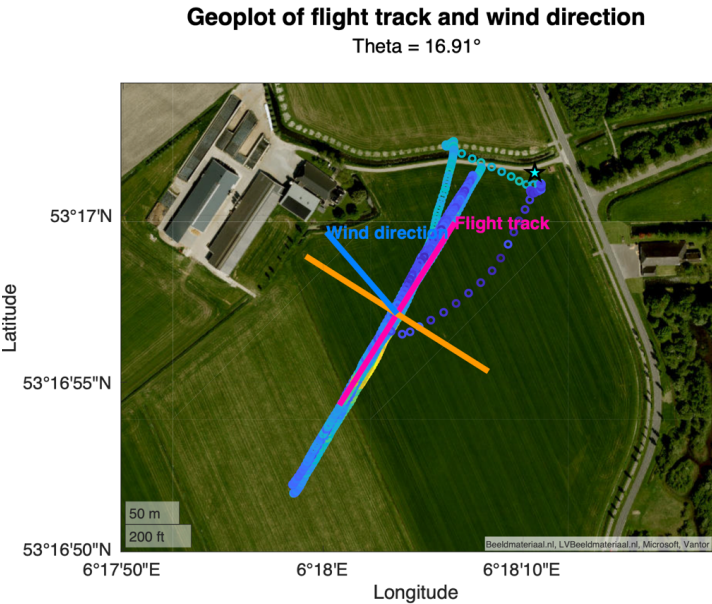 Geoplot of flight track and wind direction
Theta = 16.91°
Latitude
53°17'N
53°16'55"N
53°16'50"N
Wind direction
Flight track
50 m
200 ft
Beeldmateriaal.nl, LVBeeldmateriaal.nl, Microsoft, Vantor
6°17'50"E
6°18'E
6°18'10"E
Longitude